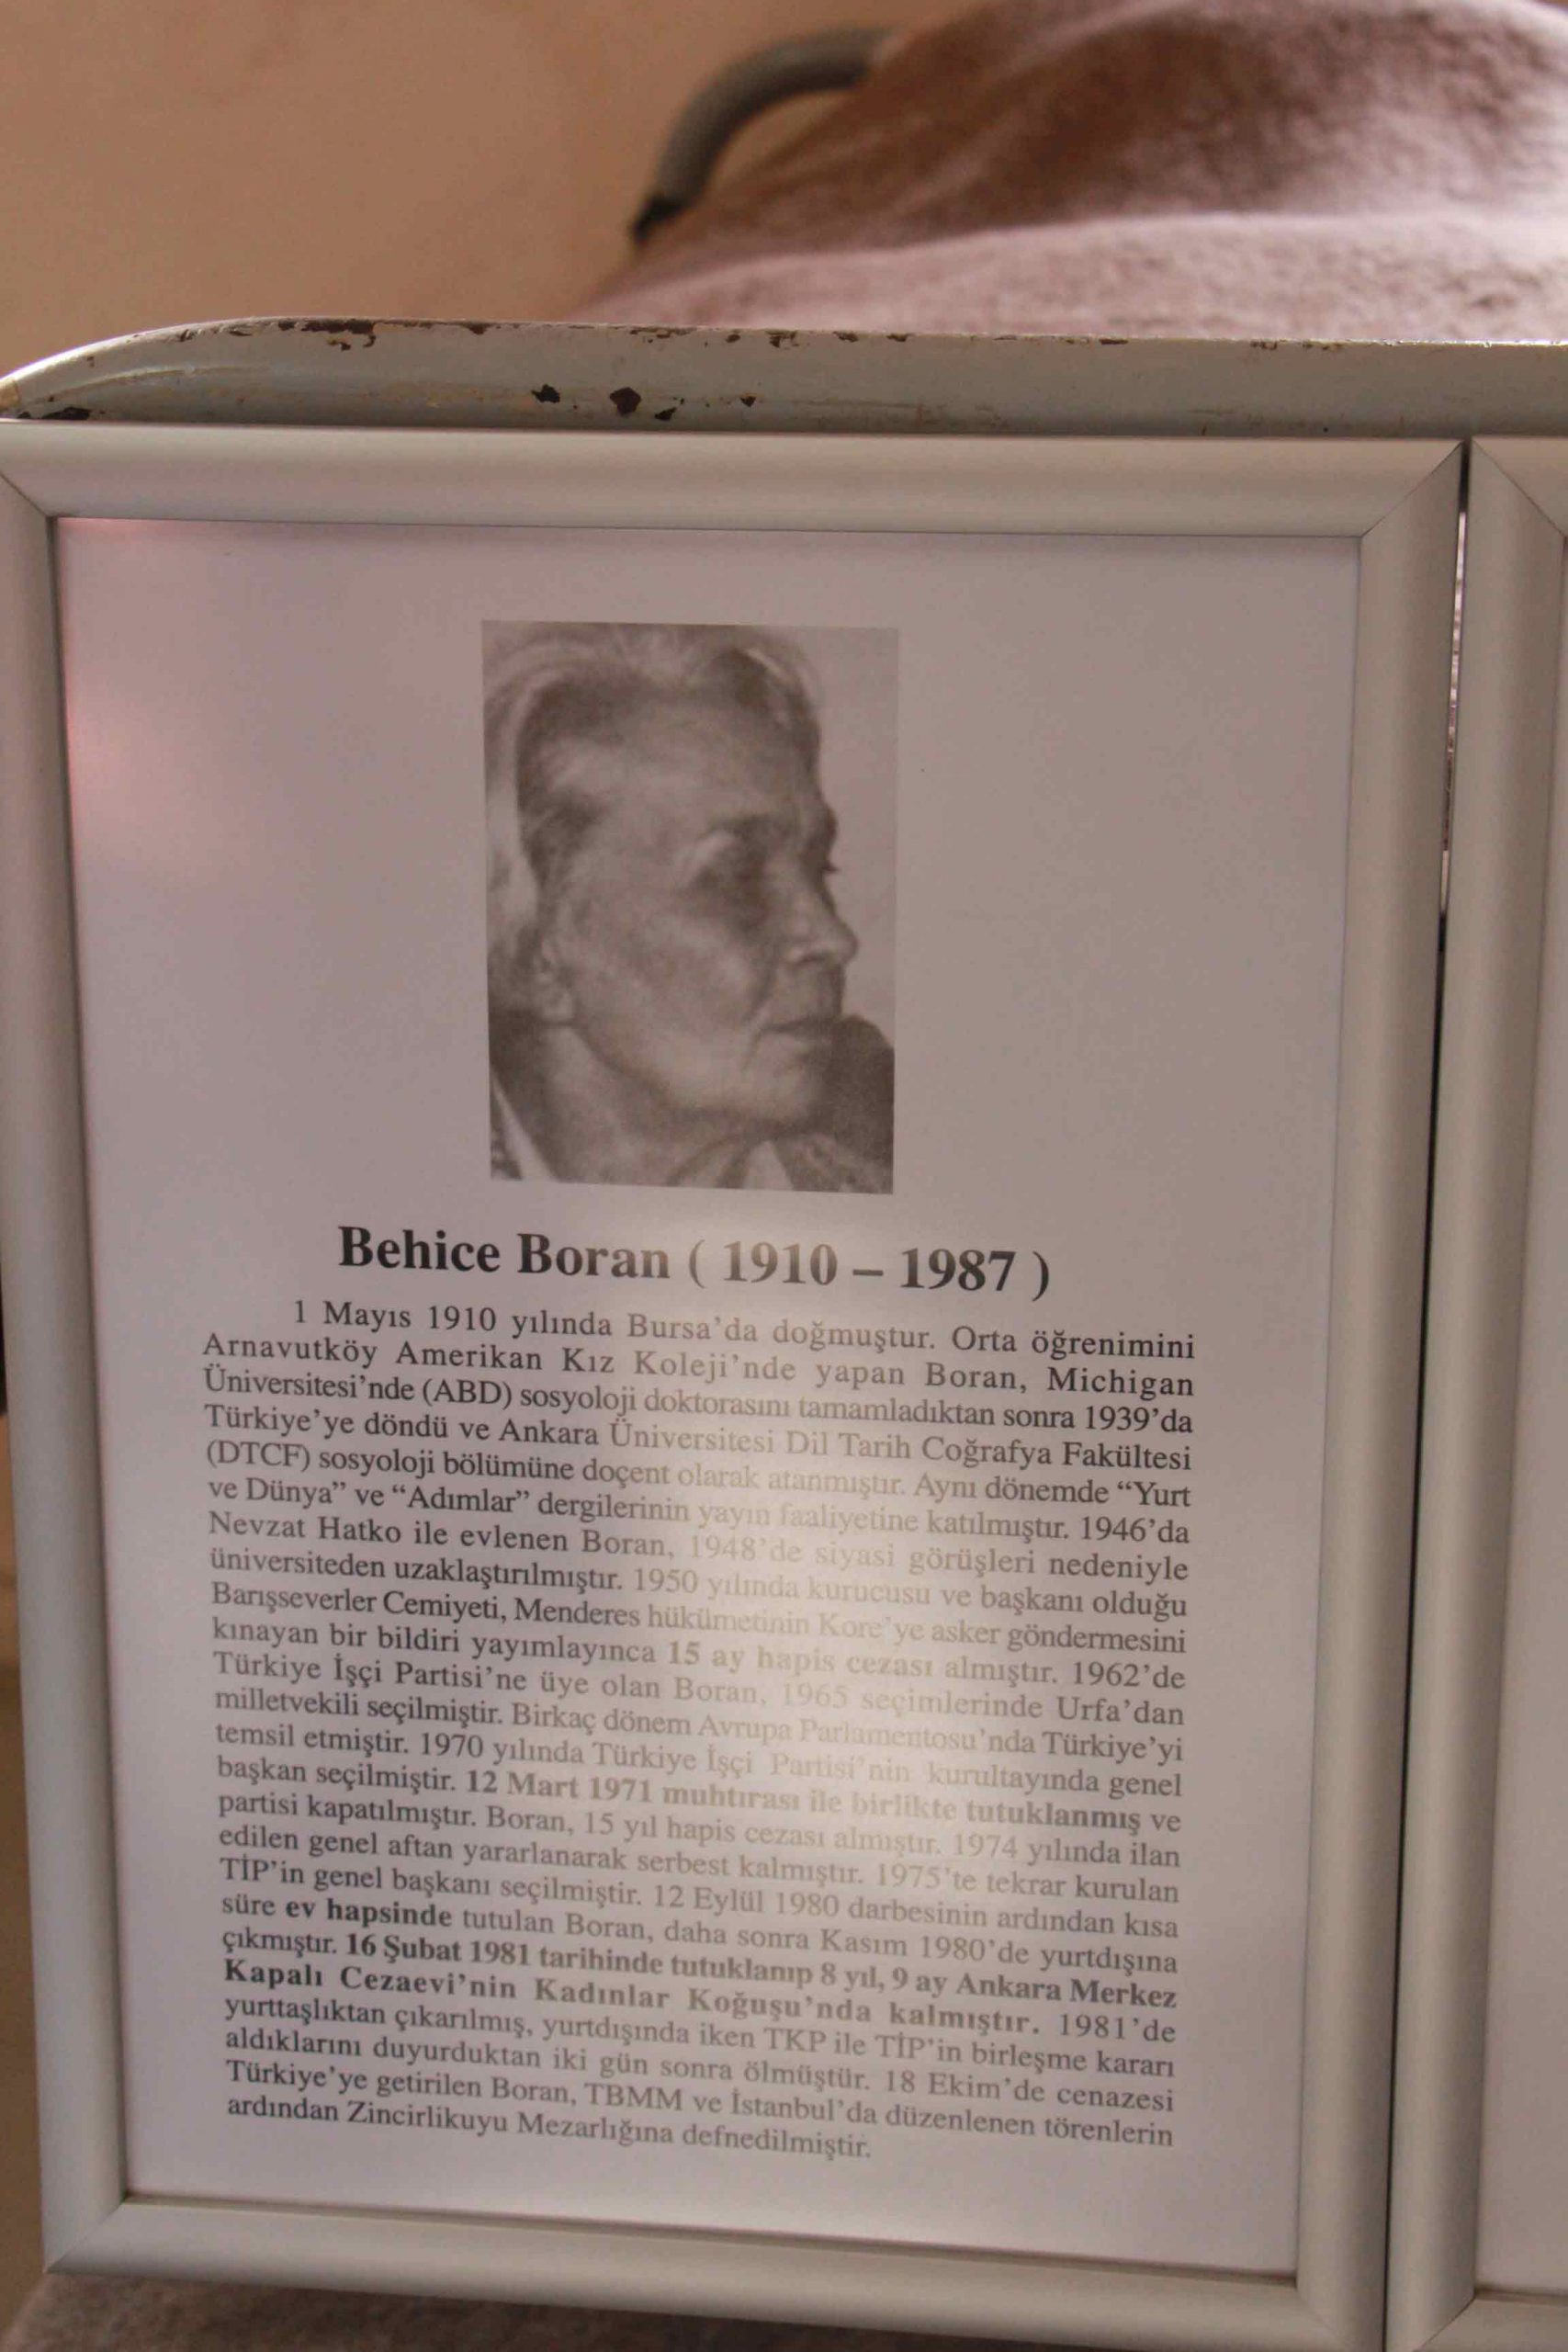 Behice Boran ( 1910 – 1987 )
1 Mayıs 1910 yılında Bursa’da doğmuştur. Orta öğrenimini
Arnavutköy Amerikan Kız Koleji’nde yapan Boran, Michigan
Üniversitesi’nde (ABD) sosyoloji doktorasını tamamladıktan sonra 1939’da
Türkiye’ye döndü ve Ankara Üniversitesi Dil Tarih Coğrafya Fakültesi
(DTCF) sosyoloji bölümüne doçent olarak atanmıştır. Aynı dönemde “Yurt
ve Dünya” ve “Adımlar” dergilerinin yayın faaliyetine katılmıştır. 1946’da
Nevzat Hatko ile evlenen Boran, 1948’de siyasi görüşleri nedeniyle
üniversiteden uzaklaştırılmıştır. 1950 yılında kurucusu ve başkanı olduğu
Barışseverler Cemiyeti, Menderes hükümetinin Kore’ye asker göndermesini
kınayan bir bildiri yayımlayınca 15 ay hapis cezası almıştır. 1962’de
Türkiye İşçi Partisi’ne üye olan Boran, 1965 seçimlerinde Urfa’dan
milletvekili seçilmiştir. Birkaç dönem Avrupa Parlamentosu’nda Türkiye’yi
temsil etmiştir. 1970 yılında Türkiye İşçi Partisi’nin kurultayında genel
başkan seçilmiştir. 12 Mart 1971 muhtırası ile birlikte tutuklanmış ve
partisi kapatılmıştır. Boran, 15 yıl hapis cezası almıştır. 1974 yılında ilan
edilen genel aftan yararlanarak serbest kalmıştır. 1975’te tekrar kurulan
TİP’in genel başkanı seçilmiştir. 12 Eylül 1980 darbesinin ardından kısa
süre ev hapsinde tutulan Boran, daha sonra Kasım 1980’de yurtdışına
çıkmıştır. 16 Şubat 1981 tarihinde tutuklanıp 8 yıl, 9 ay Ankara Merkez
Kapalı Cezaevi’nin Kadınlar Koğuşu’nda kalmıştır. 1981’de
yurttaşlıktan çıkarılmış, yurtdışında iken TKP ile TİP’in birleşme kararı
aldıklarını duyurduktan iki gün sonra ölmüştür. 18 Ekim’de cenazesi
Türkiye’ye getirilen Boran, TBMM ve İstanbul’da düzenlenen törenlerin
ardından Zincirlikuyu Mezarlığına defnedilmiştir.